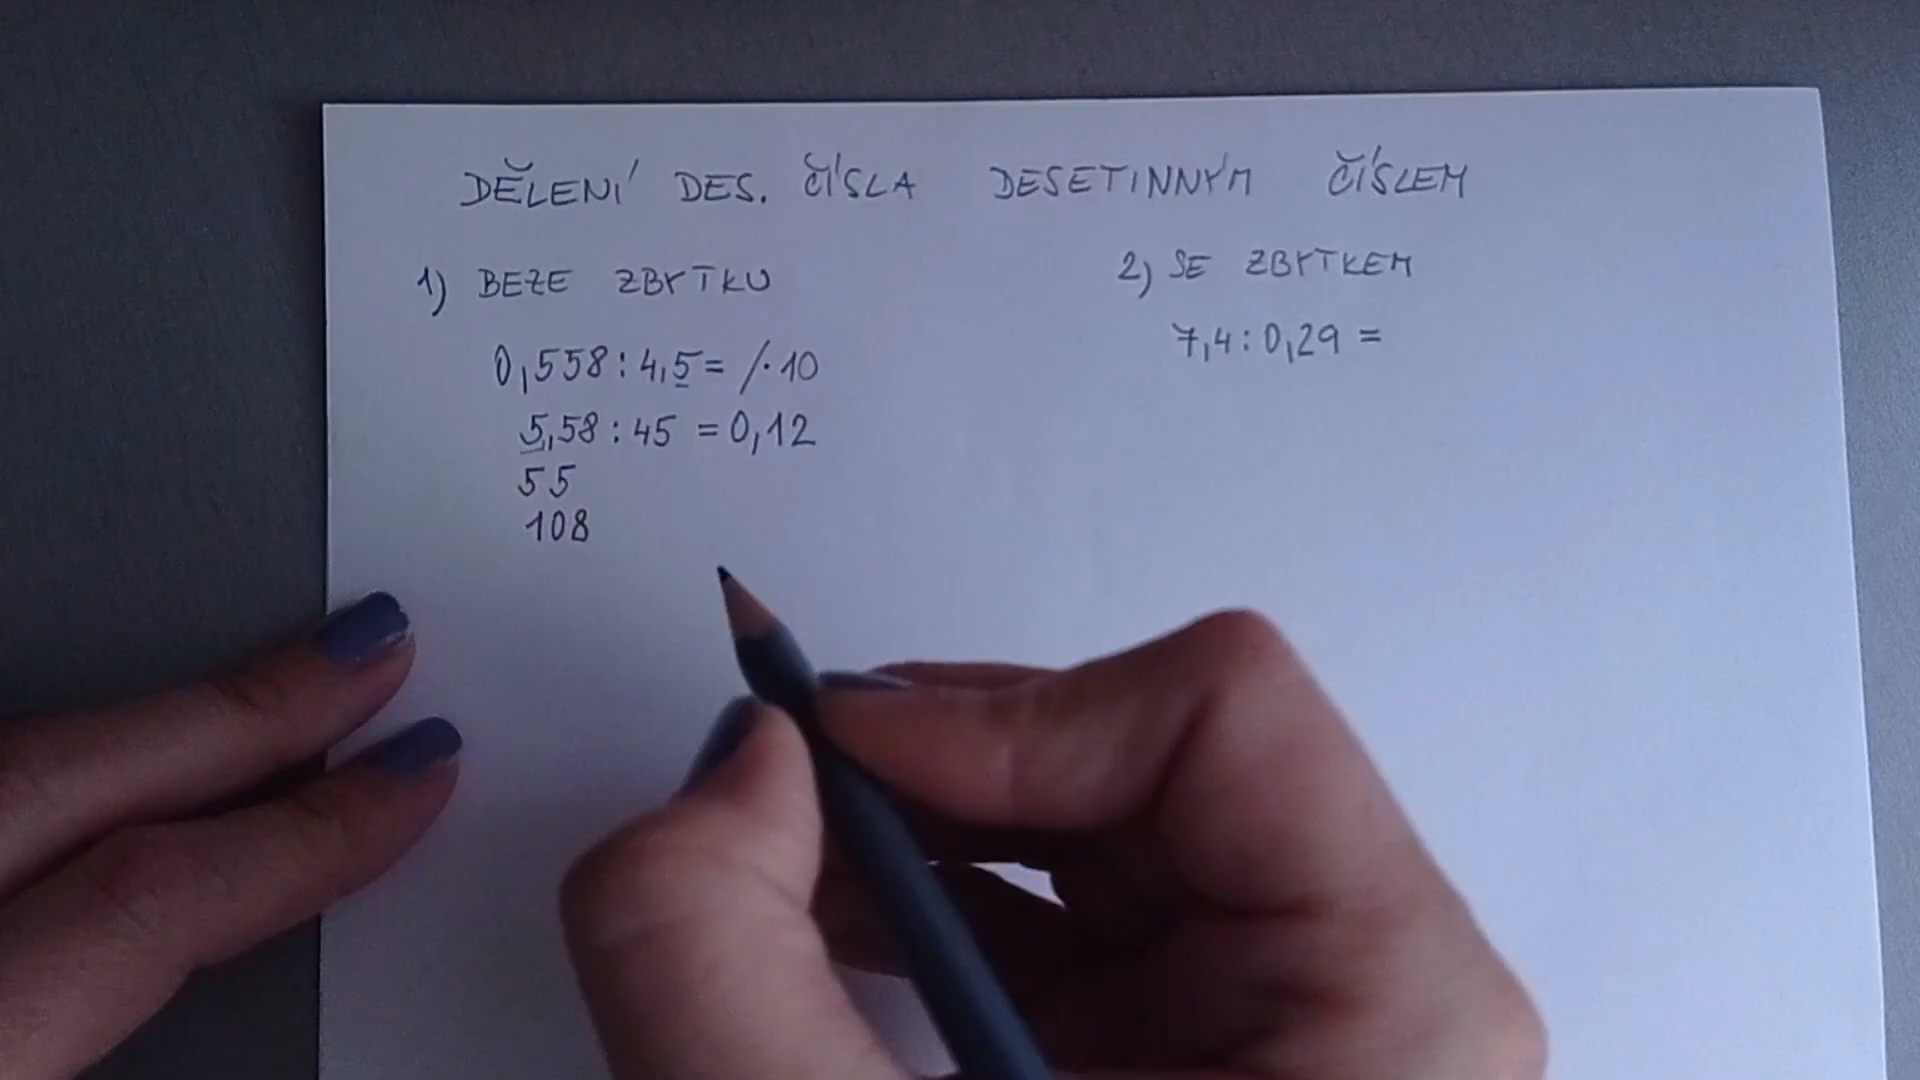 DĚLENÍ DES. ČÍSLA DESETINNÝM ČÍSLEM
1) BEZE ZBYTKU
0,558 : 4,5 = /·10
5,58 : 45 = 0,12
55
108
2) SE ZBYTKEM
7,4 : 0,29 =